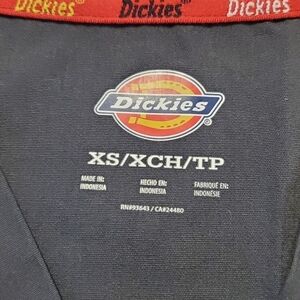 Dickies® Dickies® Dickies
Dickies
XS/XCH/TP
MADE IN: HECHO EN: FABRIQUÉ EN:
INDONESIA INDONESIA INDONÉSIE
RN#93643 / CA#24480